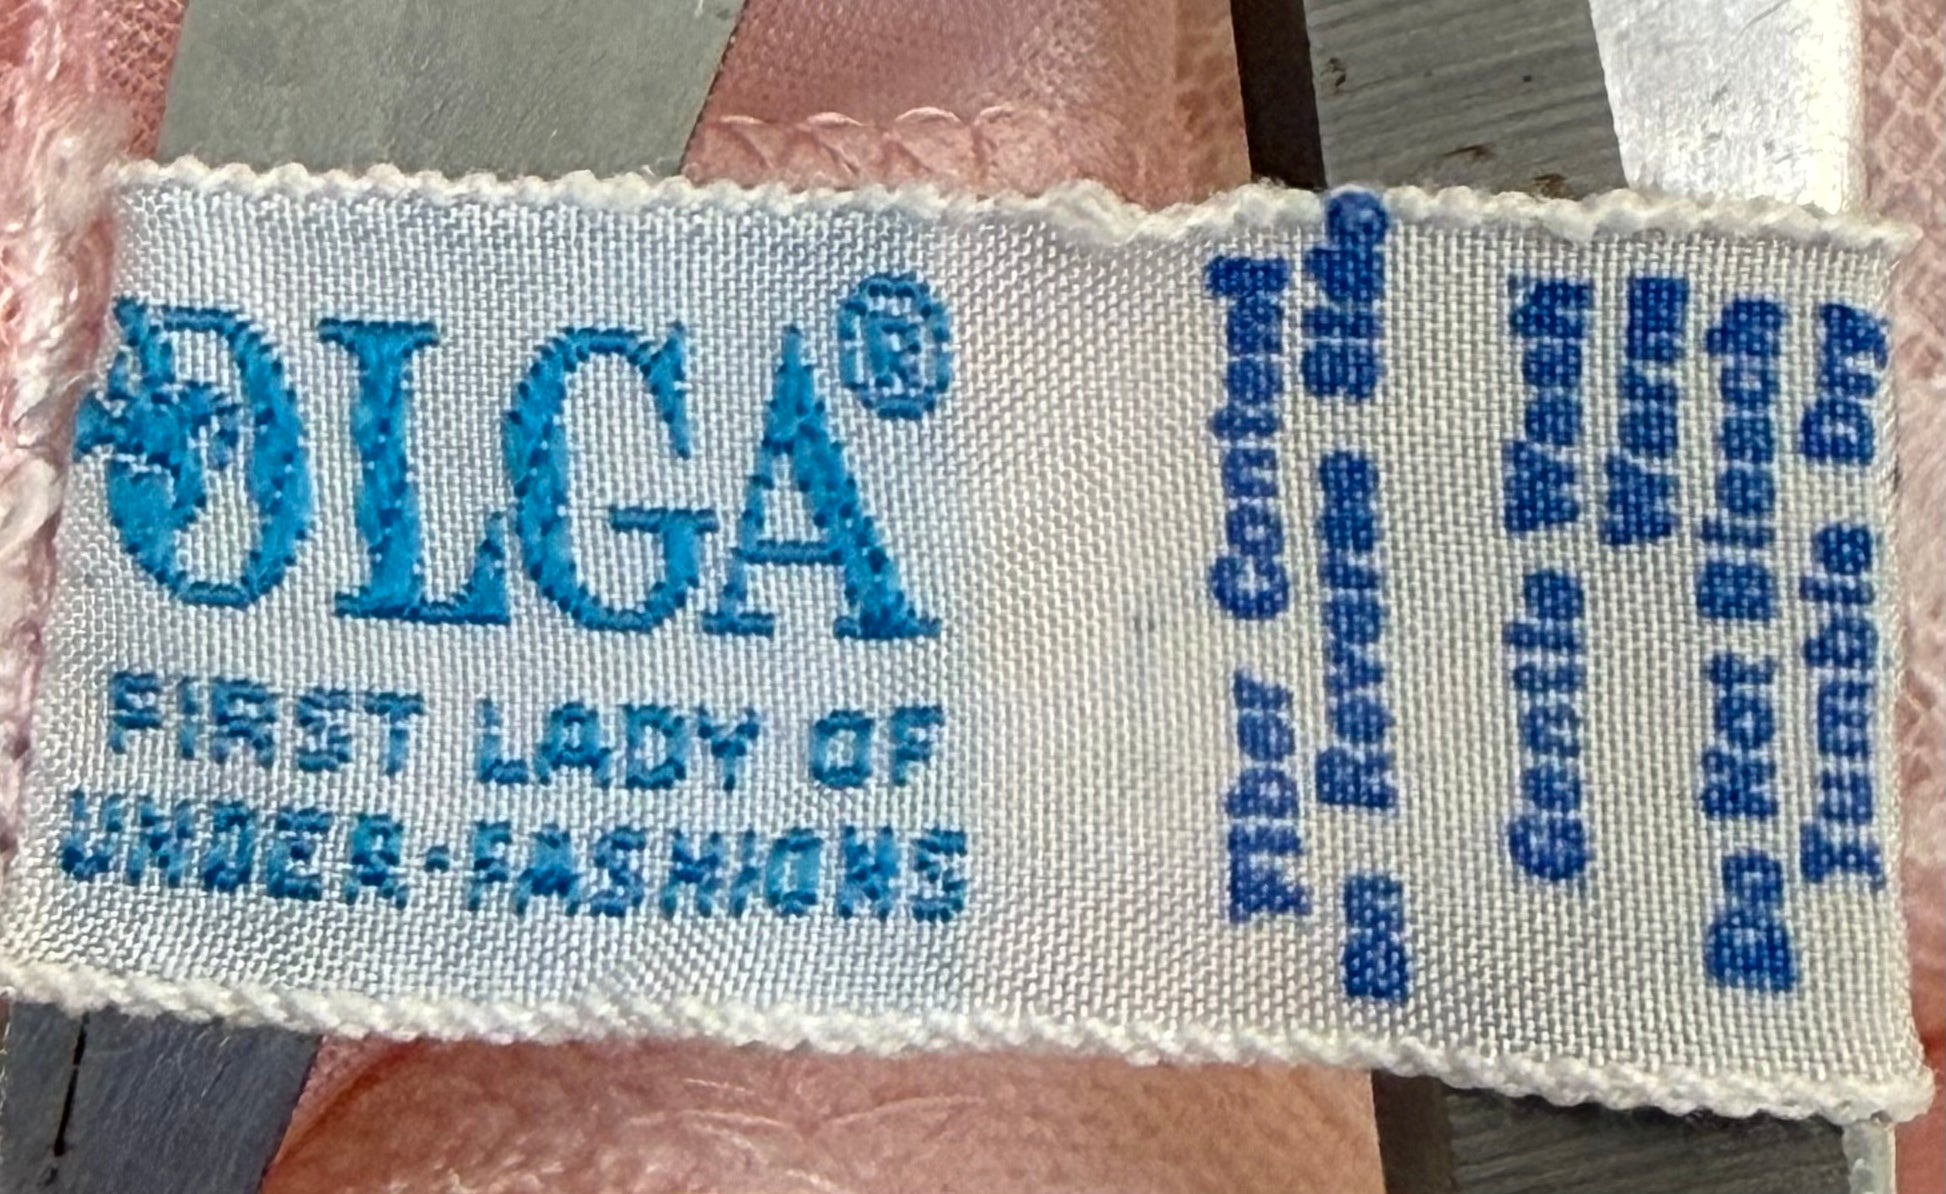 OLGA®
FIRST LADY OF
UNDER·FASHIONS
Fiber Content
on Reverse Side
Gentle Wash
Warm
Do Not Bleach
Tumble Dry